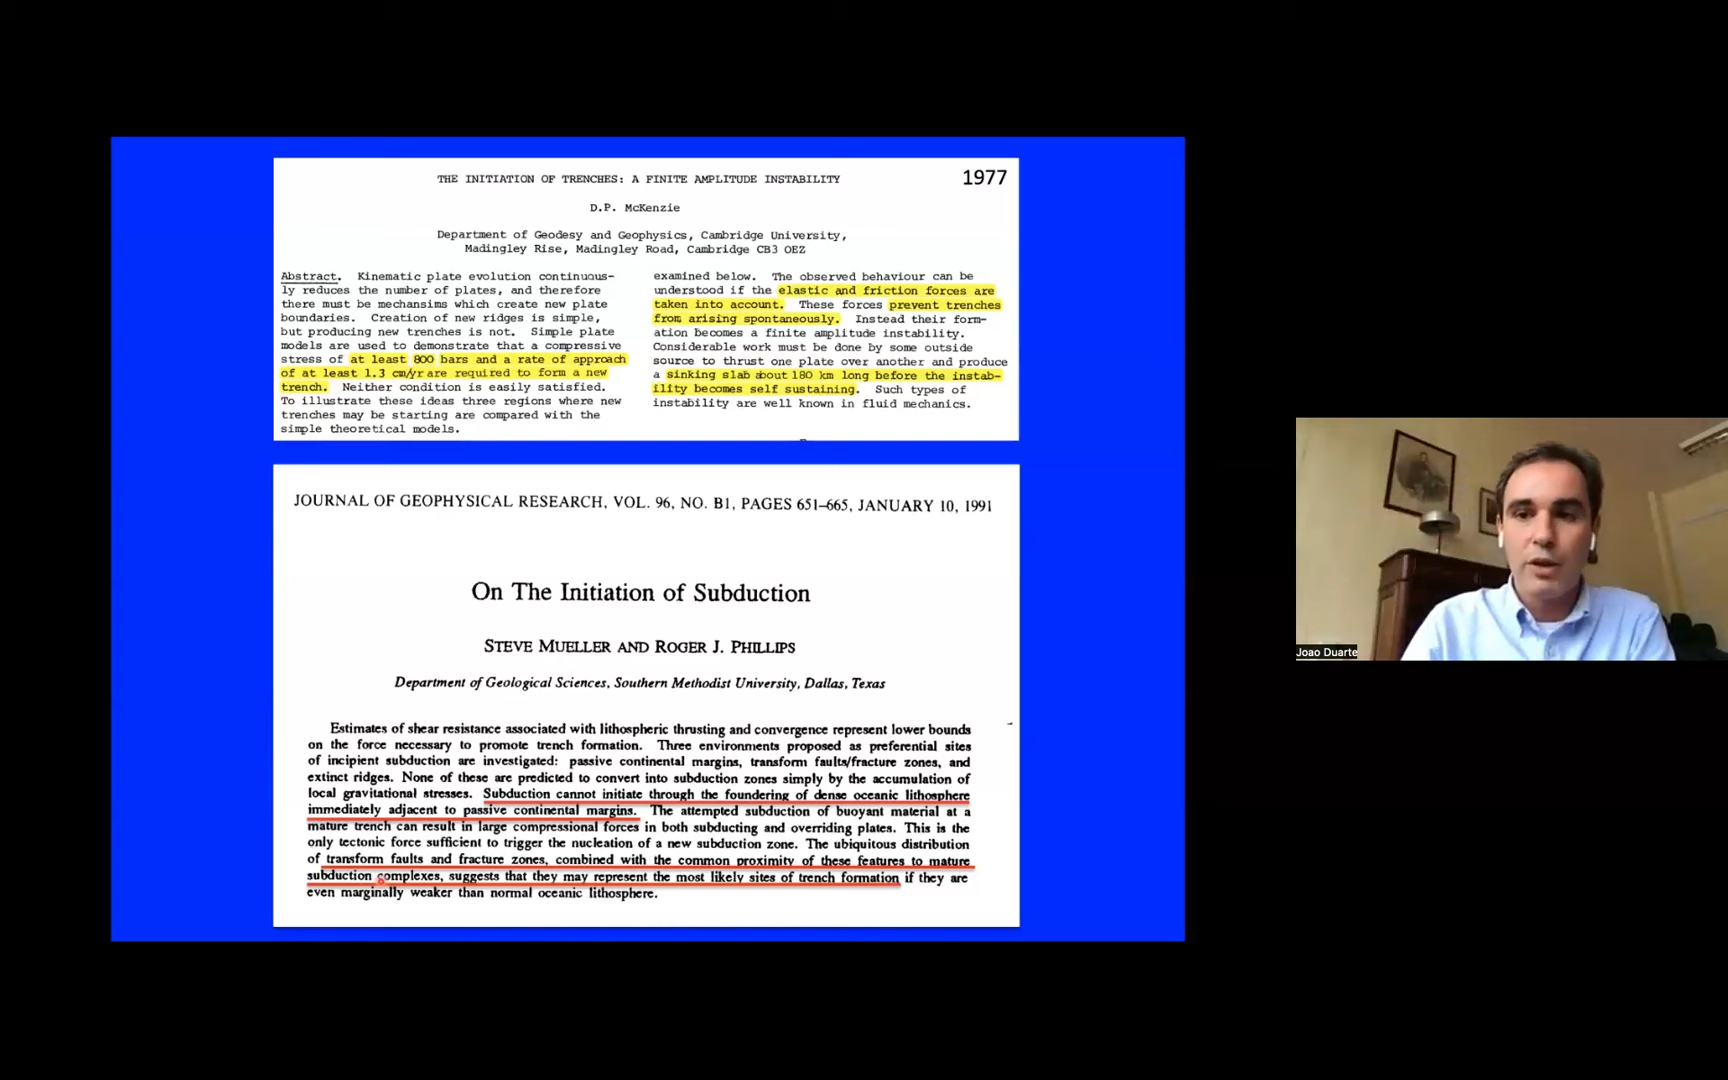 1977
THE INITIATION OF TRENCHES: A FINITE AMPLITUDE INSTABILITY
D.P. McKenzie
Department of Geodesy and Geophysics, Cambridge University,
Madingley Rise, Madingley Road, Cambridge CB3 OEZ
Abstract. Kinematic plate evolution continuous-
ly reduces the number of plates, and therefore
there must be mechansims which create new plate
boundaries. Creation of new ridges is simple,
but producing new trenches is not. Simple plate
models are used to demonstrate that a compressive
stress of at least 800 bars and a rate of approach
of at least 1.3 cm/yr are required to form a new
trench. Neither condition is easily satisfied.
To illustrate these ideas three regions where new
trenches may be starting are compared with the
simple theoretical models.
examined below. The observed behaviour can be
understood if the elastic and friction forces are
taken into account. These forces prevent trenches
from arising spontaneously. Instead their form-
ation becomes a finite amplitude instability.
Considerable work must be done by some outside
source to thrust one plate over another and produce
a sinking slab about 180 km long before the instab-
ility becomes self sustaining. Such types of
instability are well known in fluid mechanics.
JOURNAL OF GEOPHYSICAL RESEARCH, VOL. 96, NO. B1, PAGES 651–665, JANUARY 10, 1991
On The Initiation of Subduction
STEVE MUELLER AND ROGER J. PHILLIPS
Department of Geological Sciences, Southern Methodist University, Dallas, Texas
Estimates of shear resistance associated with lithospheric thrusting and convergence represent lower bounds
on the force necessary to promote trench formation. Three environments proposed as preferential sites
of incipient subduction are investigated: passive continental margins, transform faults/fracture zones, and
extinct ridges. None of these are predicted to convert into subduction zones simply by the accumulation of
local gravitational stresses. Subduction cannot initiate through the foundering of dense oceanic lithosphere
immediately adjacent to passive continental margins. The attempted subduction of buoyant material at a
mature trench can result in large compressional forces in both subducting and overriding plates. This is the
only tectonic force sufficient to trigger the nucleation of a new subduction zone. The ubiquitous distribution
of transform faults and fracture zones, combined with the common proximity of these features to mature
subduction complexes, suggests that they may represent the most likely sites of trench formation if they are
even marginally weaker than normal oceanic lithosphere.
Joao Duarte